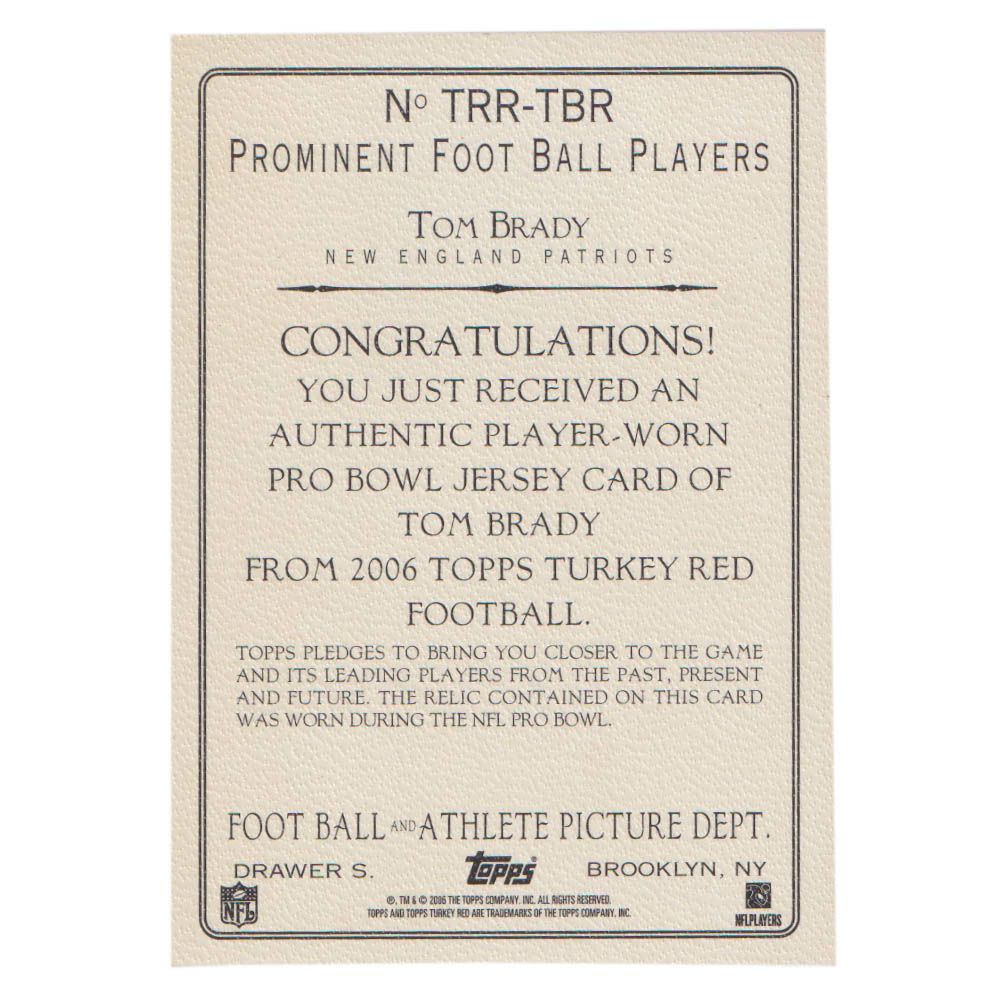 Nº TRR-TBR
PROMINENT FOOT BALL PLAYERS
TOM BRADY
NEW ENGLAND PATRIOTS
CONGRATULATIONS!
YOU JUST RECEIVED AN
AUTHENTIC PLAYER-WORN
PRO BOWL JERSEY CARD OF
TOM BRADY
FROM 2006 TOPPS TURKEY RED
FOOTBALL.
TOPPS PLEDGES TO BRING YOU CLOSER TO THE GAME
AND ITS LEADING PLAYERS FROM THE PAST, PRESENT
AND FUTURE. THE RELIC CONTAINED ON THIS CARD
WAS WORN DURING THE NFL PRO BOWL.
FOOT BALL AND ATHLETE PICTURE DEPT.
DRAWER S. topps® BROOKLYN, NY
®, TM & © 2006 THE TOPPS COMPANY, INC. ALL RIGHTS RESERVED.
TOPPS AND TOPPS TURKEY RED ARE TRADEMARKS OF THE TOPPS COMPANY, INC.
NFL
NFLPLAYERS